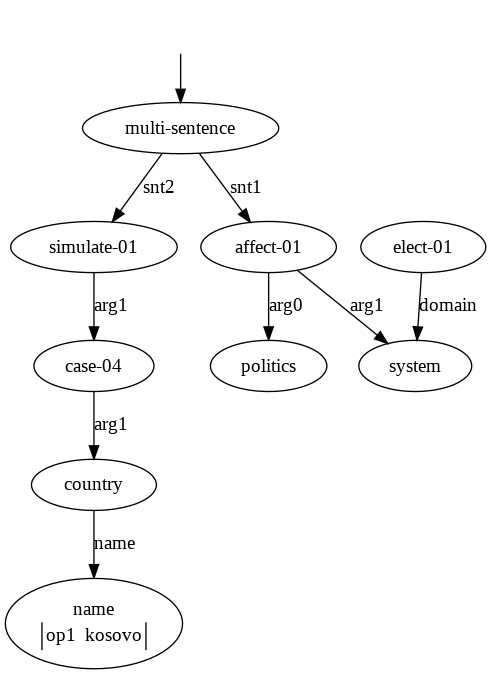 multi-sentence
snt2 snt1
simulate-01 affect-01 elect-01
arg1 arg0 arg1 domain
case-04 politics system
arg1
country
name
name
op1 kosovo